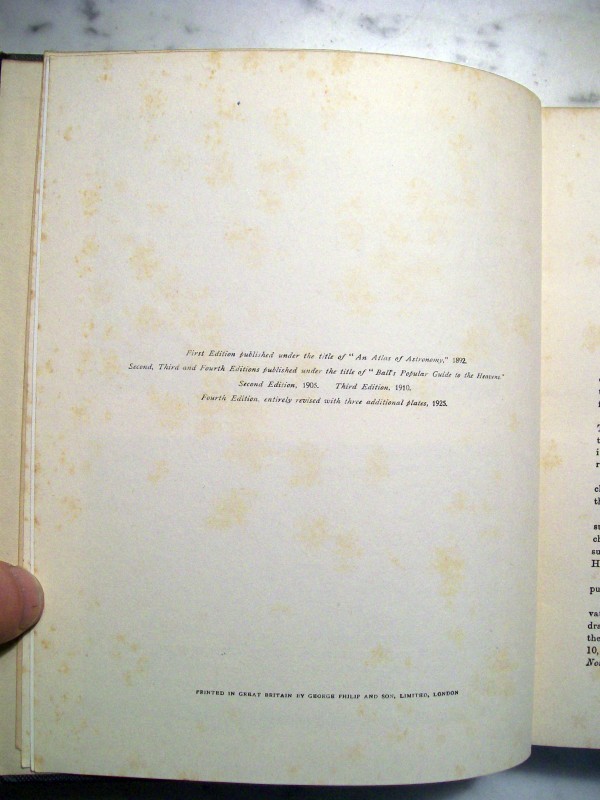 First Edition published under the title of "An Atlas of Astronomy," 1892.
Second, Third and Fourth Editions published under the title of "Ball's Popular Guide to the Heavens."
Second Edition, 1905. Third Edition, 1910.
Fourth Edition, entirely revised with three additional plates, 1925.
PRINTED IN GREAT BRITAIN BY GEORGE PHILIP AND SON, LIMITED, LONDON
10,